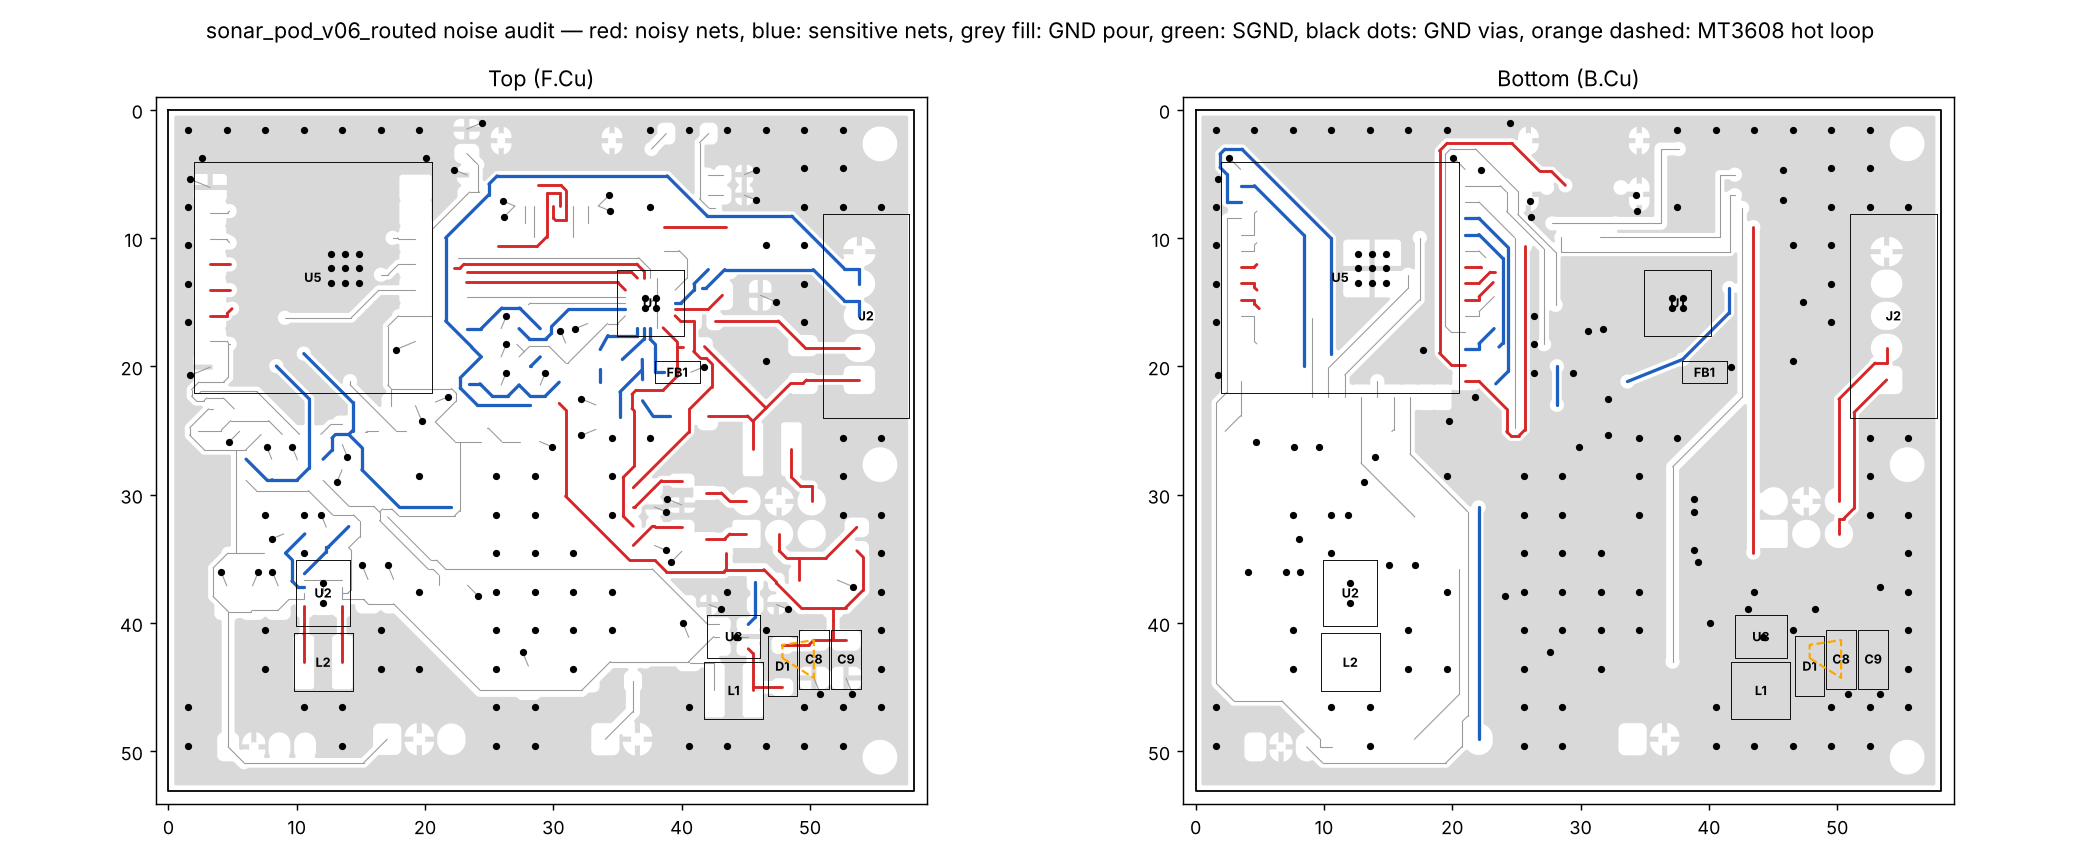 sonar_pod_v06_routed noise audit — red: noisy nets, blue: sensitive nets, grey fill: GND pour, green: SGND, black dots: GND vias, orange dashed: MT3608 hot loop
Top (F.Cu)
Bottom (B.Cu)
0
10
20
30
40
50
0
10
20
30
40
50
U5
J2
FB1
U2
L2
U3
D1
C8
C9
L1
0
10
20
30
40
50
0
10
20
30
40
50
U5
J2
FB1
U2
L2
U3
D1
C8
C9
L1